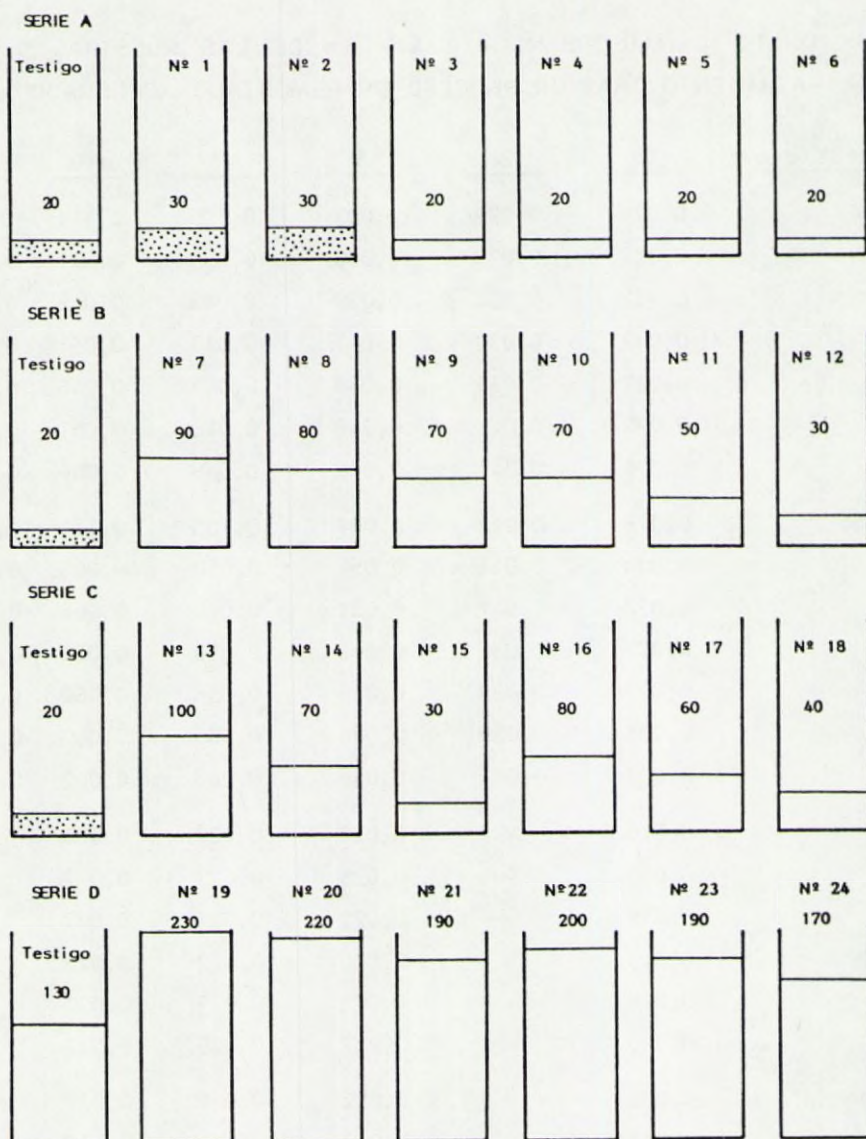 SERIE A
Testigo Nº 1 Nº 2 Nº 3 Nº 4 Nº 5 Nº 6
20 30 30 20 20 20 20
SERIE B
Testigo Nº 7 Nº 8 Nº 9 Nº 10 Nº 11 Nº 12
20 90 80 70 70 50 30
SERIE C
Testigo Nº 13 Nº 14 Nº 15 Nº 16 Nº 17 Nº 18
20 100 70 30 80 60 40
SERIE D Nº 19 Nº 20 Nº 21 Nº22 Nº 23 Nº 24
230 220 190 200 190 170
Testigo
130